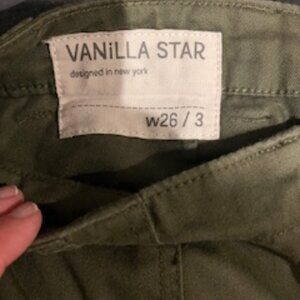 VANiLLA STAR
designed in new york
w26 / 3